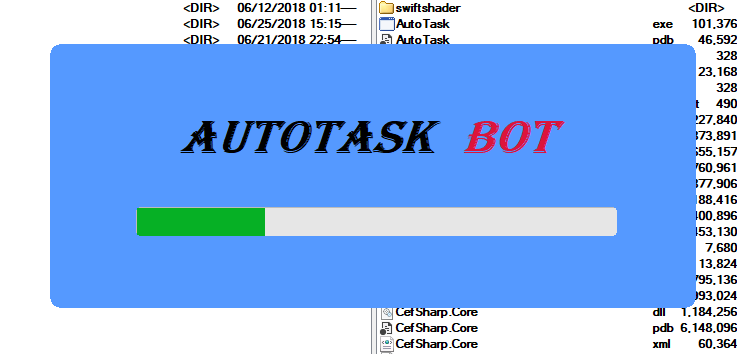 <DIR> 06/12/2018 01:11— swiftshader <DIR>
<DIR> 06/25/2018 15:15— AutoTask exe 101,376
<DIR> 06/21/2018 22:54— AutoTask pdb 46,592
328
23,168
328
490
AUTOTASK BOT
227,840
373,891
555,157
760,961
377,906
188,416
400,896
453,130
7,680
13,824
795,136
093,024
CefSharp.Core dll 1,184,256
CefSharp.Core pdb 6,148,096
CefSharp.Core xml 60,364